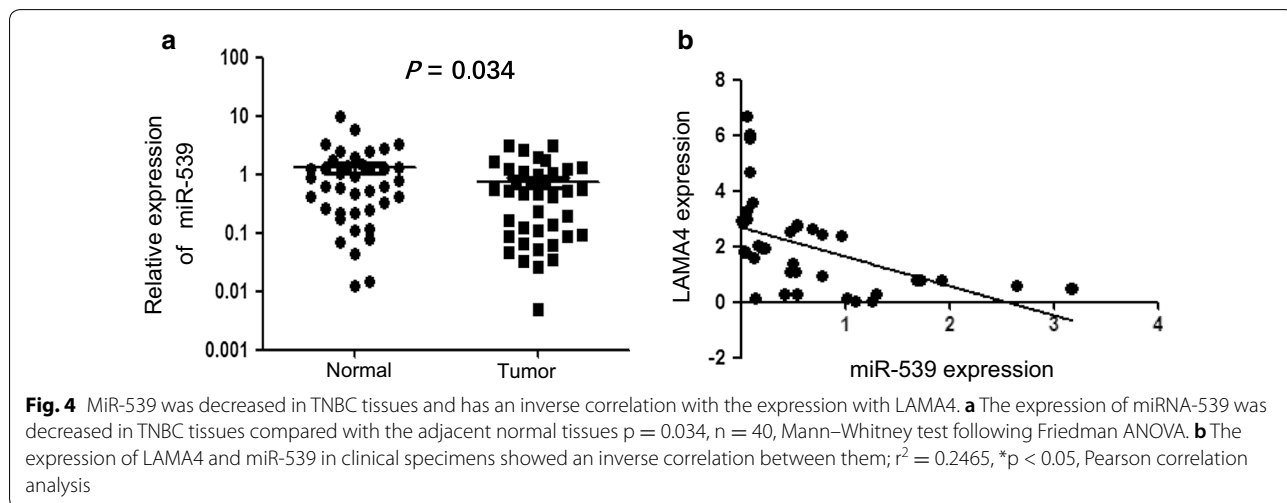 a
P = 0.034
100
10
1
0.1
0.01
0.001
Relative expression
of miR-539
Normal
Tumor
b
8
6
4
2
0
-2
LAMA4 expression
1
2
3
4
miR-539 expression
Fig. 4 MiR-539 was decreased in TNBC tissues and has an inverse correlation with the expression with LAMA4. a The expression of miRNA-539 was
decreased in TNBC tissues compared with the adjacent normal tissues p = 0.034, n = 40, Mann–Whitney test following Friedman ANOVA. b The
expression of LAMA4 and miR-539 in clinical specimens showed an inverse correlation between them; r² = 0.2465, *p < 0.05, Pearson correlation
analysis